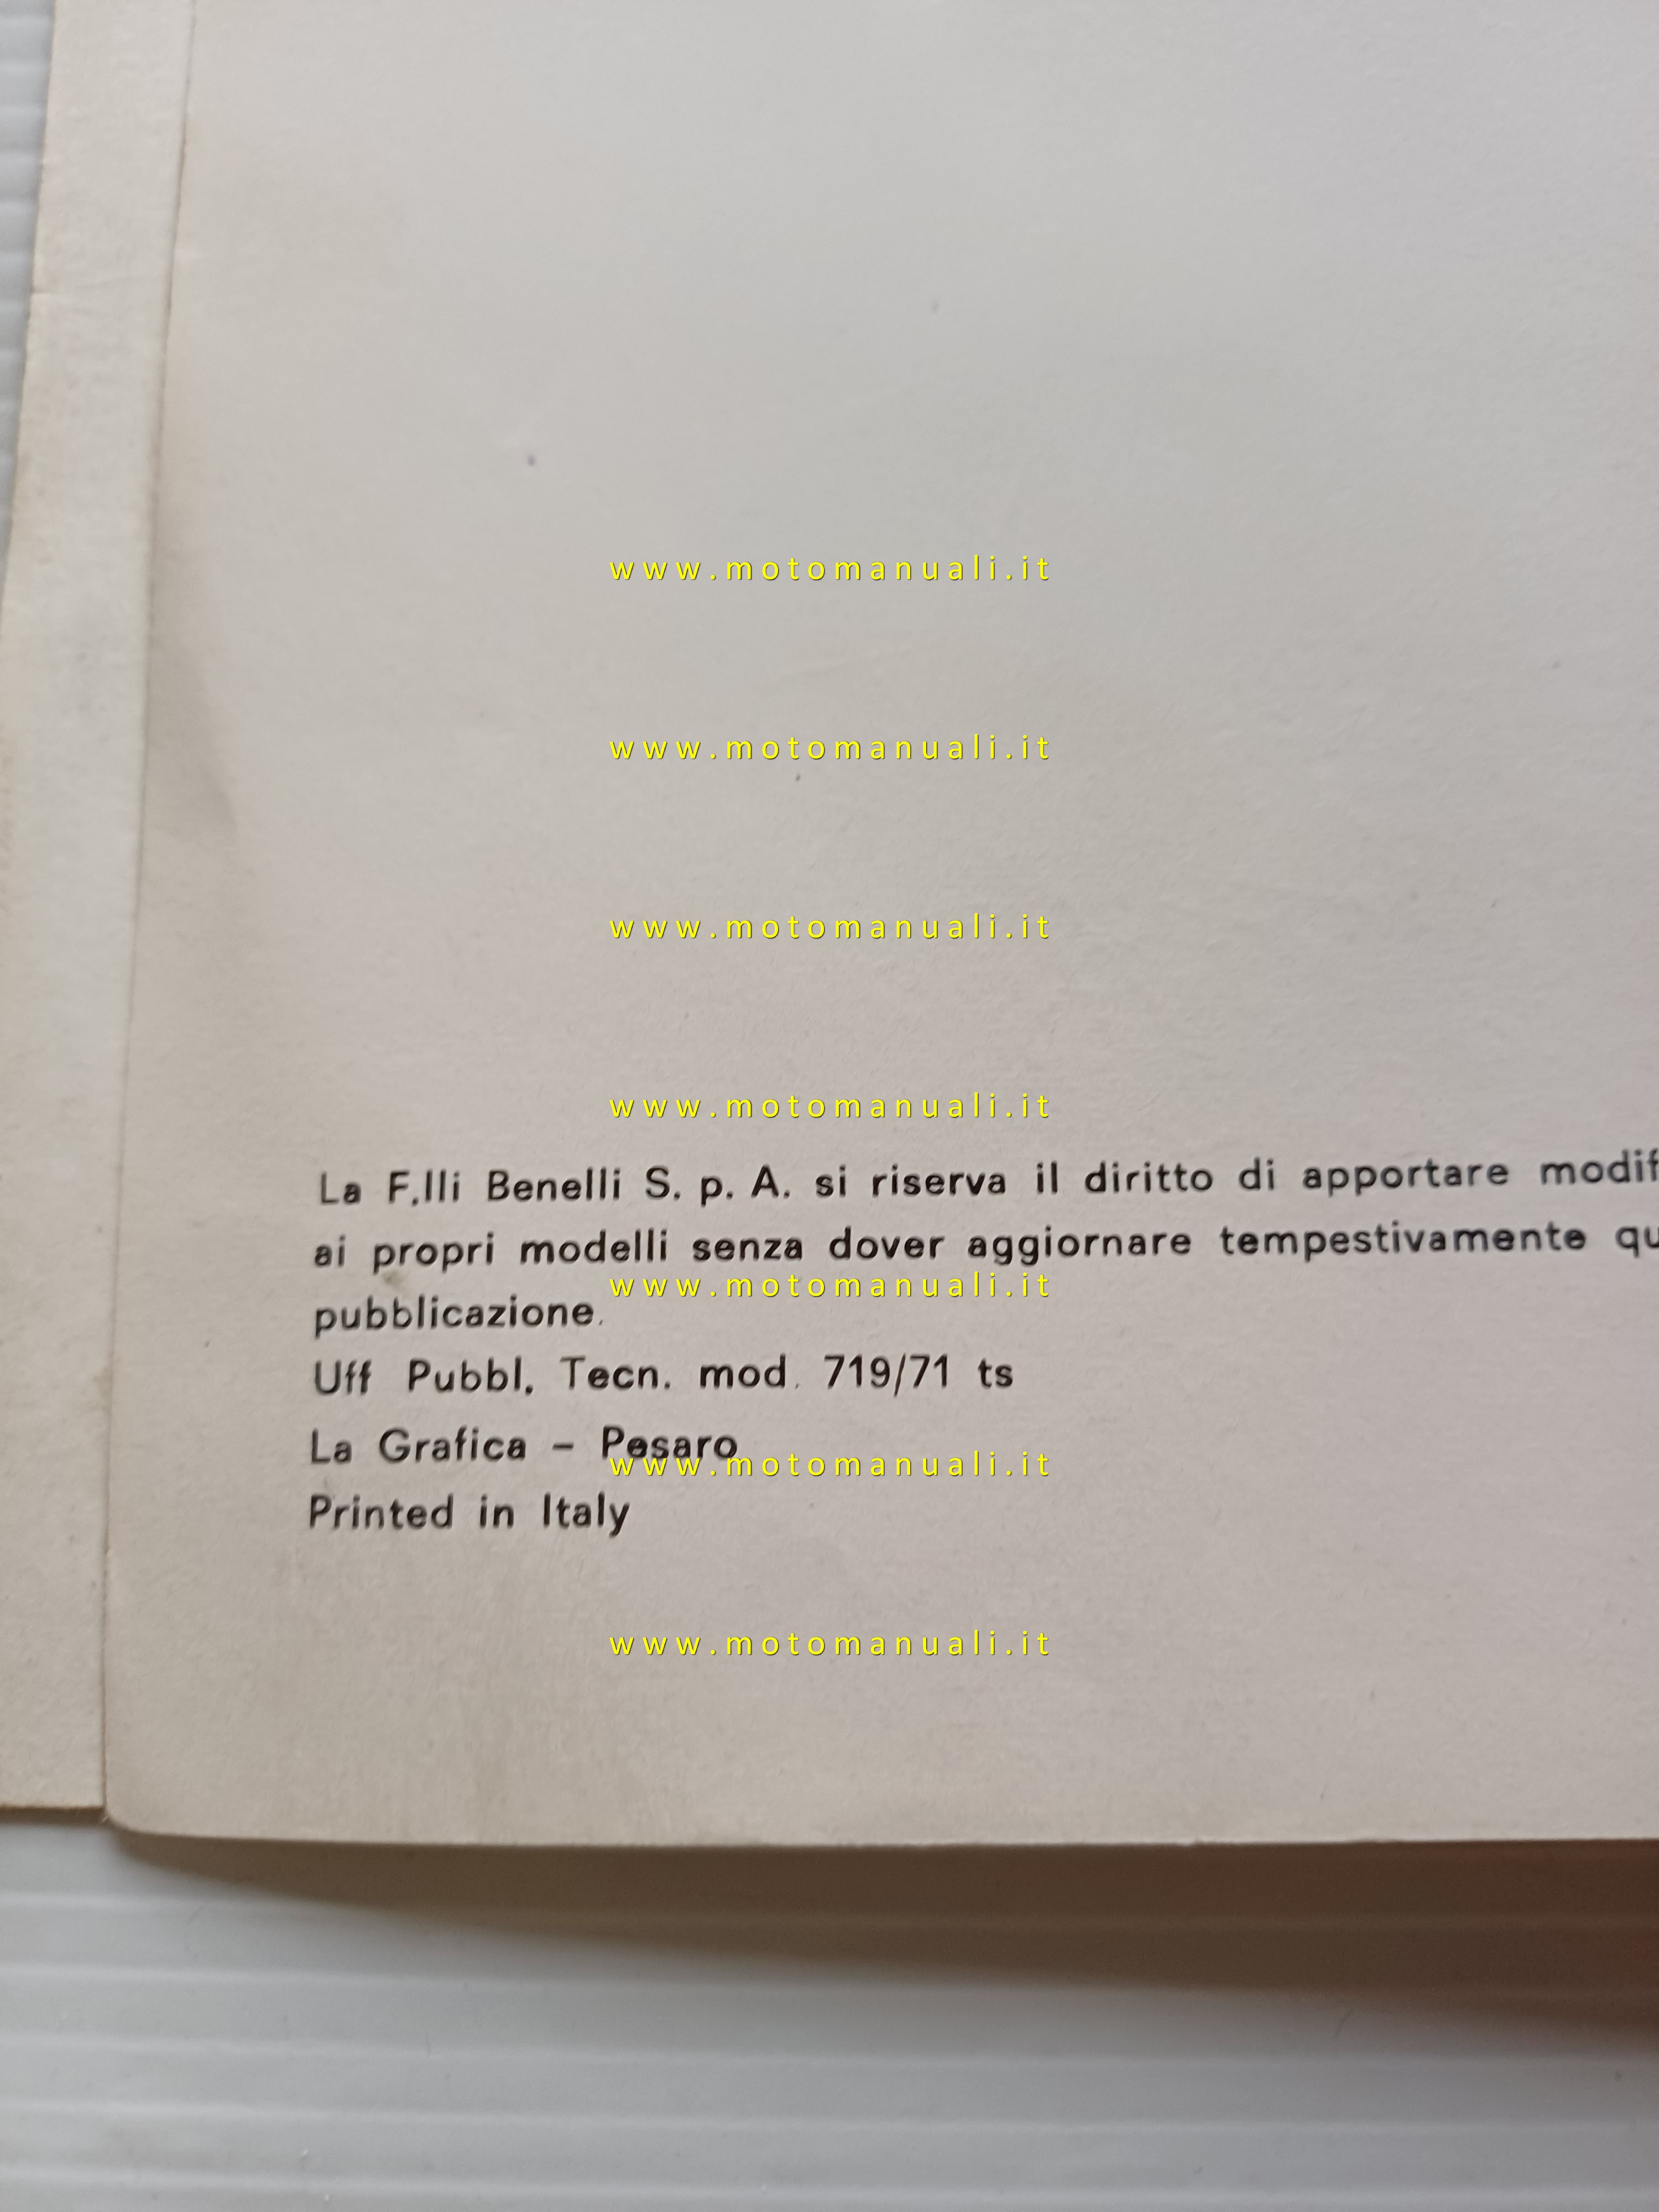 www.motomanuali.it
www.motomanuali.it
www.motomanuali.it
www.motomanuali.it
La F.lli Benelli S. p. A. si riserva il diritto di apportare modif
ai propri modelli senza dover aggiornare tempestivamente qu
www.motomanuali.it
pubblicazione.
Uff Pubbl. Tecn. mod. 719/71 ts
La Grafica – Pesaro
www.motomanuali.it
Printed in Italy
www.motomanuali.it